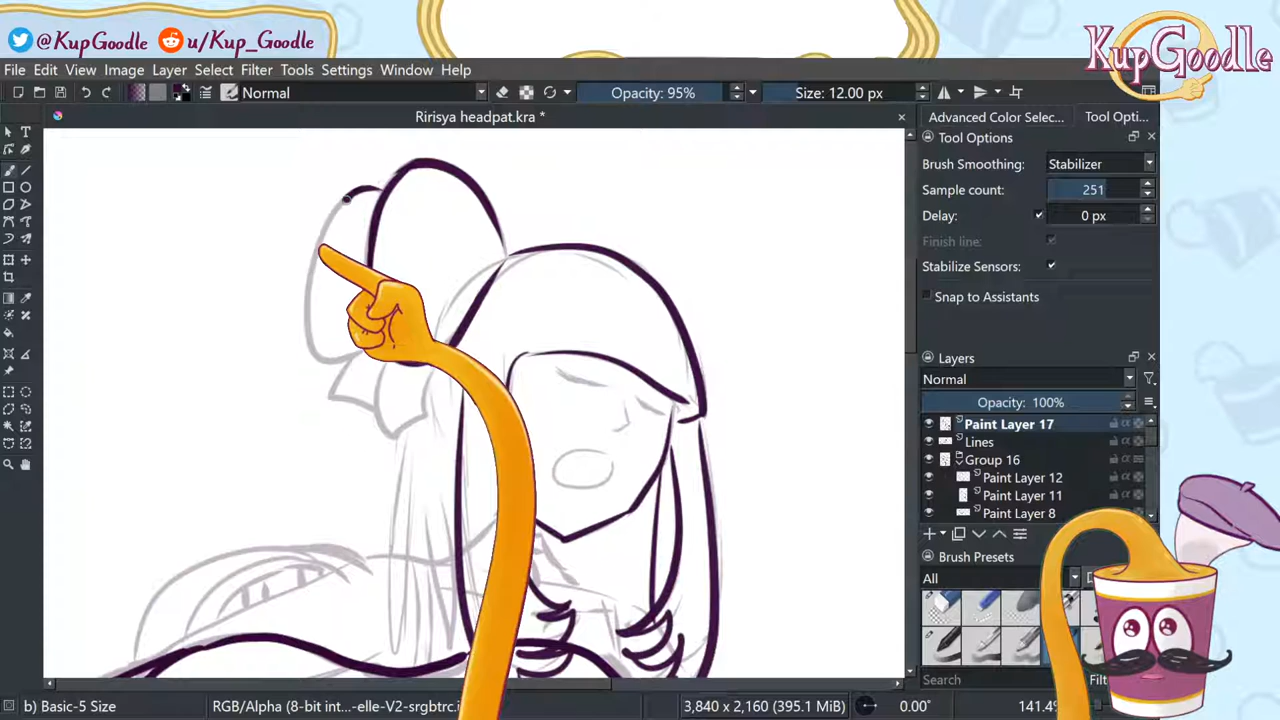 @KupGoodle u/Kup_Goodle
KupGoodle
File Edit View Image Layer Select Filter Tools Settings Window Help
Normal Opacity: 95% Size: 12.00 px
Ririsya headpat.kra *
Advanced Color Selec... Tool Opti...
Tool Options
Brush Smoothing: Stabilizer
Sample count: 251
Delay: 0 px
Finish line:
Stabilize Sensors:
Snap to Assistants
Layers
Normal
Opacity: 100%
Paint Layer 17
Lines
Group 16
Paint Layer 12
Paint Layer 11
Paint Layer 8
Brush Presets
All
Search Filt
b) Basic-5 Size RGB/Alpha (8-bit int...-elle-V2-srgbtrc.i 3,840 x 2,160 (395.1 MiB) 0.00° 141.4%